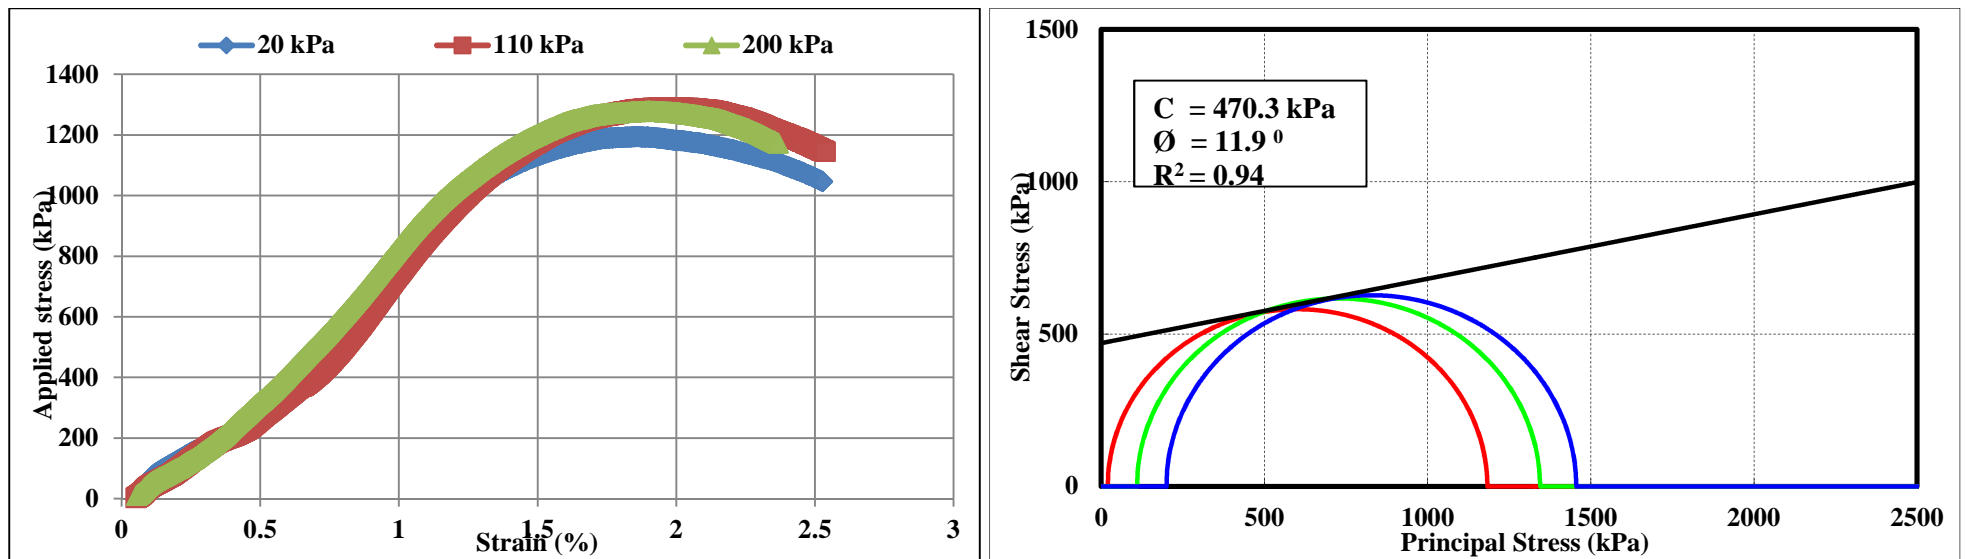 20 kPa 110 kPa 200 kPa
1400
1200
1000
800
600
400
200
0
0 0.5 1 1.5 2 2.5 3
Applied stress (kPa)
Strain (%)
1500
1000
500
0
0 500 1000 1500 2000 2500
Shear Stress (kPa)
Principal Stress (kPa)
C = 470.3 kPa
Ø = 11.9 ⁰
R² = 0.94